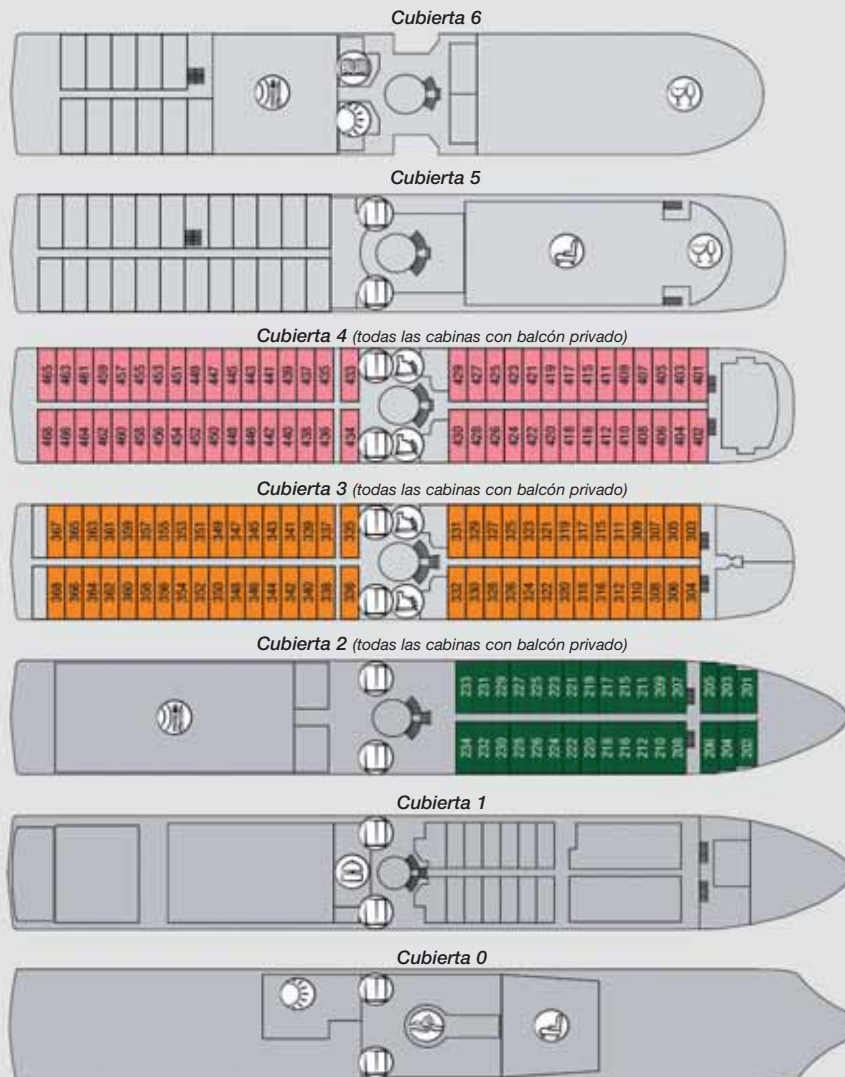 Cubierta 6
Cubierta 5
Cubierta 4 (todas las cabinas con balcón privado)
465 463 461 459 457 455 453 451 449 447 445 443 441 439 437 435 433 429 427 425 423 421 419 417 415 411 409 407 405 403 401
468 466 464 462 460 458 456 454 452 450 448 446 442 440 438 436 434 430 428 426 424 422 420 418 416 412 410 408 406 404 402
Cubierta 3 (todas las cabinas con balcón privado)
367 365 363 361 359 357 355 353 351 349 347 345 343 341 339 337 335 331 329 327 325 323 321 319 317 315 311 309 307 305 303
368 366 364 362 360 358 356 354 352 350 348 346 344 342 340 338 336 332 330 328 326 324 322 320 318 316 312 310 308 306 304
Cubierta 2 (todas las cabinas con balcón privado)
233 231 229 227 225 223 221 219 217 215 211 209 207 205 203 201
234 232 230 228 226 224 222 220 218 216 212 210 208 206 204 202
Cubierta 1
Cubierta 0